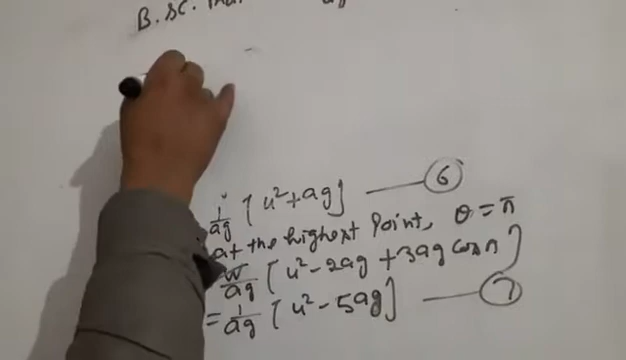 B.Sc.
1/ag [u²+ag] — (6)
at the highest Point, θ = π
W/ag [u² - 2ag + 3ag cos π]
= 1/ag [u² - 5ag] — (7)